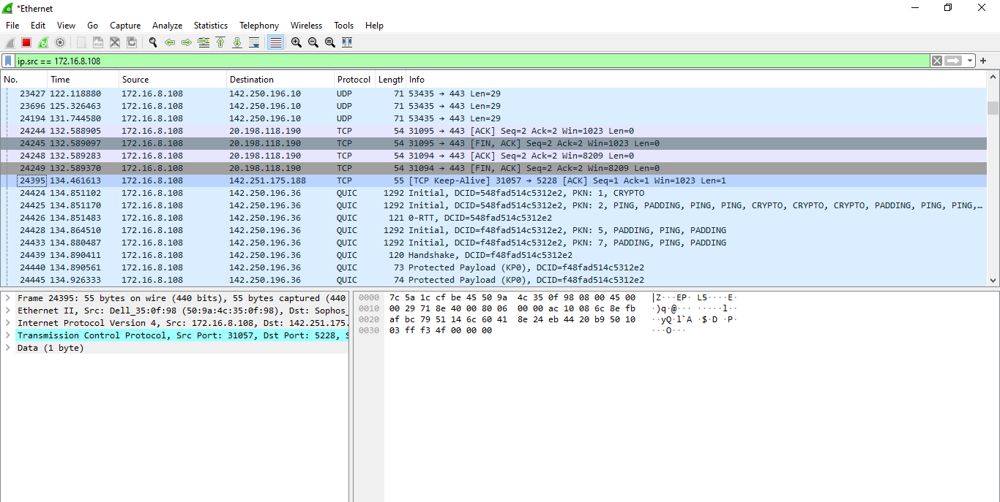 *Ethernet
File Edit View Go Capture Analyze Statistics Telephony Wireless Tools Help
ip.src == 172.16.8.108
No. Time Source Destination Protocol Length Info
23427 122.118880 172.16.8.108 142.250.196.10 UDP 71 53435 → 443 Len=29
23696 125.326463 172.16.8.108 142.250.196.10 UDP 71 53435 → 443 Len=29
24194 131.744580 172.16.8.108 142.250.196.10 UDP 71 53435 → 443 Len=29
24244 132.588905 172.16.8.108 20.198.118.190 TCP 54 31095 → 443 [ACK] Seq=2 Ack=2 Win=1023 Len=0
24245 132.589097 172.16.8.108 20.198.118.190 TCP 54 31095 → 443 [FIN, ACK] Seq=2 Ack=2 Win=1023 Len=0
24248 132.589283 172.16.8.108 20.198.118.190 TCP 54 31094 → 443 [ACK] Seq=2 Ack=2 Win=8209 Len=0
24249 132.589370 172.16.8.108 20.198.118.190 TCP 54 31094 → 443 [FIN, ACK] Seq=2 Ack=2 Win=8209 Len=0
24395 134.461613 172.16.8.108 142.251.175.188 TCP 55 [TCP Keep-Alive] 31057 → 5228 [ACK] Seq=1 Ack=1 Win=1023 Len=1
24424 134.851102 172.16.8.108 142.250.196.36 QUIC 1292 Initial, DCID=548fad514c5312e2, PKN: 1, CRYPTO
24425 134.851170 172.16.8.108 142.250.196.36 QUIC 1292 Initial, DCID=548fad514c5312e2, PKN: 2, PING, PADDING, PING, PING, CRYPTO, CRYPTO, CRYPTO, PADDING, PING, PING,…
24426 134.851483 172.16.8.108 142.250.196.36 QUIC 121 0-RTT, DCID=548fad514c5312e2
24428 134.864510 172.16.8.108 142.250.196.36 QUIC 1292 Initial, DCID=f48fad514c5312e2, PKN: 5, PADDING, PING, PADDING
24433 134.880487 172.16.8.108 142.250.196.36 QUIC 1292 Initial, DCID=f48fad514c5312e2, PKN: 7, PADDING, PING, PADDING
24439 134.890411 172.16.8.108 142.250.196.36 QUIC 120 Handshake, DCID=f48fad514c5312e2
24440 134.890561 172.16.8.108 142.250.196.36 QUIC 73 Protected Payload (KP0), DCID=f48fad514c5312e2
24445 134.926333 172.16.8.108 142.250.196.36 QUIC 74 Protected Payload (KP0), DCID=f48fad514c5312e2
Frame 24395: 55 bytes on wire (440 bits), 55 bytes captured (440
Ethernet II, Src: Dell_35:0f:98 (50:9a:4c:35:0f:98), Dst: Sophos_
Internet Protocol Version 4, Src: 172.16.8.108, Dst: 142.251.175.
Transmission Control Protocol, Src Port: 31057, Dst Port: 5228, S
Data (1 byte)
0000 7c 5a 1c cf be 45 50 9a 4c 35 0f 98 08 00 45 00 |Z···EP· L5····E·
0010 00 29 71 8e 40 00 80 06 00 00 ac 10 08 6c 8e fb ·)q·@··· ·····l··
0020 af bc 79 51 14 6c 60 41 8e 24 eb 44 20 b9 50 10 ··yQ·l`A ·$·D ·P·
0030 03 ff f3 4f 00 00 00 ···O···